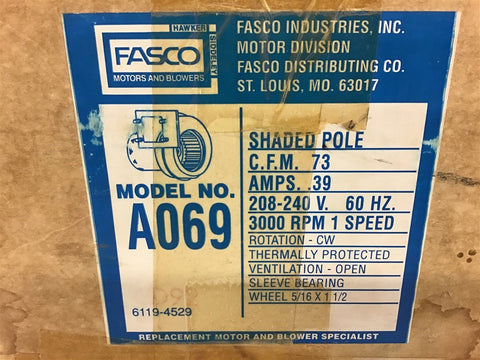 HAWKER
SIDDELEY
FASCO
MOTORS AND BLOWERS
FASCO INDUSTRIES, INC.
MOTOR DIVISION
FASCO DISTRIBUTING CO.
ST. LOUIS, MO. 63017
MODEL NO.
A069
6119-4529
SHADED POLE
C.F.M. 73
AMPS. .39
208-240 V. 60 HZ.
3000 RPM 1 SPEED
ROTATION - CW
THERMALLY PROTECTED
VENTILATION - OPEN
SLEEVE BEARING
WHEEL 5/16 X 1 1/2
REPLACEMENT MOTOR AND BLOWER SPECIALIST